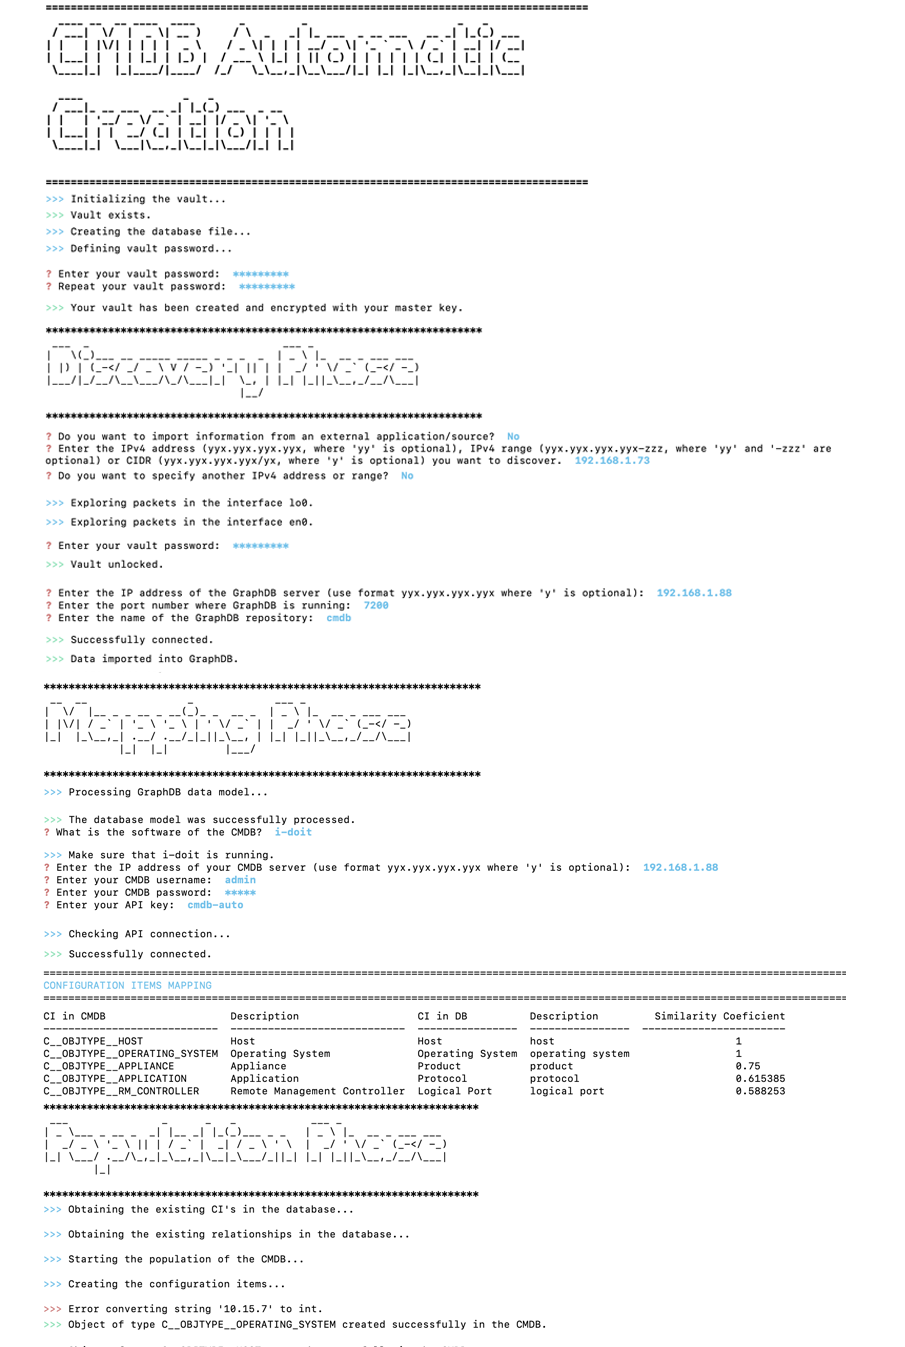 CMDB Automatic
Creation
>>> Initializing the vault...
>>> Vault exists.
>>> Creating the database file...
>>> Defining vault password...
? Enter your vault password:  *********
? Repeat your vault password:  *********
>>> Your vault has been created and encrypted with your master key.
Discovery Phase
? Do you want to import information from an external application/source?  No
? Enter the IPv4 address (yyx.yyx.yyx.yyx, where 'yy' is optional), IPv4 range (yyx.yyx.yyx.yyx-zzz, where 'yy' and '-zzz' are
optional) or CIDR (yyx.yyx.yyx.yyx/yx, where 'y' is optional) you want to discover.  192.168.1.73
? Do you want to specify another IPv4 address or range?  No
>>> Exploring packets in the interface lo0.
>>> Exploring packets in the interface en0.
? Enter your vault password:  *********
>>> Vault unlocked.
? Enter the IP address of the GraphDB server (use format yyx.yyx.yyx.yyx where 'y' is optional):  192.168.1.88
? Enter the port number where GraphDB is running:  7200
? Enter the name of the GraphDB repository:  cmdb
>>> Successfully connected.
>>> Data imported into GraphDB.
Mapping Phase
>>> Processing GraphDB data model...
>>> The database model was successfully processed.
? What is the software of the CMDB?  i-doit
>>> Make sure that i-doit is running.
? Enter the IP address of your CMDB server (use format yyx.yyx.yyx.yyx where 'y' is optional):  192.168.1.88
? Enter your CMDB username:  admin
? Enter your CMDB password:  *****
? Enter your API key:  cmdb-auto
>>> Checking API connection...
>>> Successfully connected.
CONFIGURATION ITEMS MAPPING
CI in CMDB  Description  CI in DB  Description  Similarity Coeficient
C__OBJTYPE__HOST  Host  Host  host  1
C__OBJTYPE__OPERATING_SYSTEM  Operating System  Operating System  operating system  1
C__OBJTYPE__APPLIANCE  Appliance  Product  product  0.75
C__OBJTYPE__APPLICATION  Application  Protocol  protocol  0.615385
C__OBJTYPE__RM_CONTROLLER  Remote Management Controller  Logical Port  logical port  0.588253
Population Phase
>>> Obtaining the existing CI's in the database...
>>> Obtaining the existing relationships in the database...
>>> Starting the population of the CMDB...
>>> Creating the configuration items...
>>> Error converting string '10.15.7' to int.
>>> Object of type C__OBJTYPE__OPERATING_SYSTEM created successfully in the CMDB.